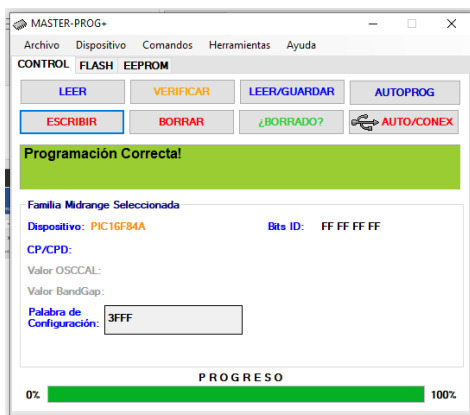 MASTER-PROG+
Archivo Dispositivo Comandos Herramientas Ayuda
CONTROL FLASH EEPROM
LEER VERIFICAR LEER/GUARDAR AUTOPROG
ESCRIBIR BORRAR ¿BORRADO? AUTO/CONEX
Programación Correcta!
Familia Midrange Seleccionada
Dispositivo: PIC16F84A Bits ID: FF FF FF FF
CP/CPD:
Valor OSCCAL:
Valor BandGap:
Palabra de
Configuración: 3FFF
PROGRESO
0% 100%